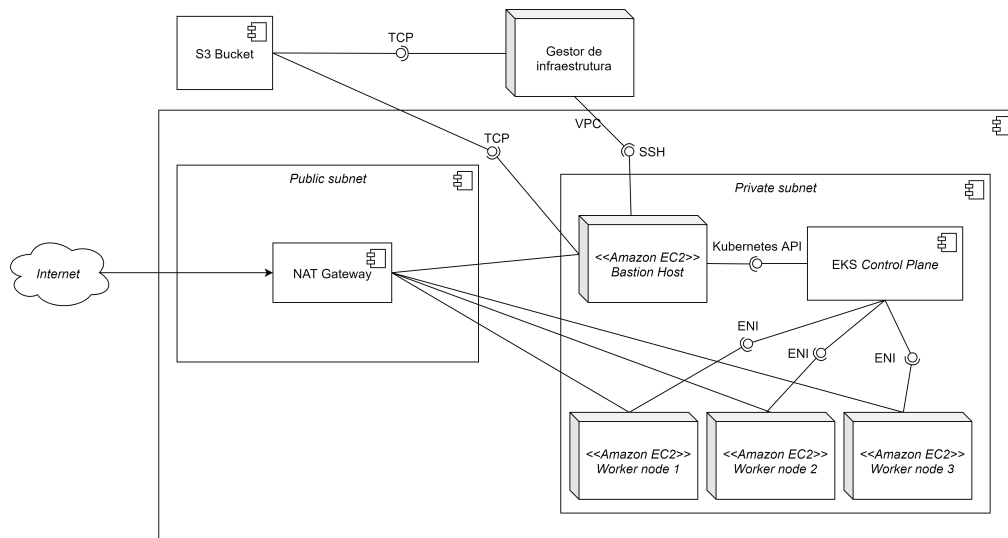 S3 Bucket
TCP
Gestor de
infraestrutura
VPC
TCP
SSH
Public subnet
Private subnet
Internet
NAT Gateway
<<Amazon EC2>>
Bastion Host
Kubernetes API
EKS Control Plane
ENI
ENI
ENI
<<Amazon EC2>>
Worker node 1
<<Amazon EC2>>
Worker node 2
<<Amazon EC2>>
Worker node 3